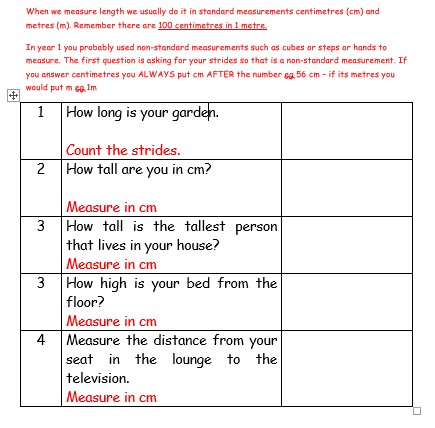 When we measure length we usually do it in standard measurements centimetres (cm) and
metres (m). Remember there are 100 centimetres in 1 metre.
In year 1 you probably used non-standard measurements such as cubes or steps or hands to
measure. The first question is asking for your strides so that is a non-standard measurement. If
you answer centimetres you ALWAYS put cm AFTER the number eg 56 cm – if its metres you
would put m eg 1m
1 How long is your garden.
Count the strides.
2 How tall are you in cm?
Measure in cm
3 How tall is the tallest person
that lives in your house?
Measure in cm
3 How high is your bed from the
floor?
Measure in cm
4 Measure the distance from your
seat in the lounge to the
television.
Measure in cm